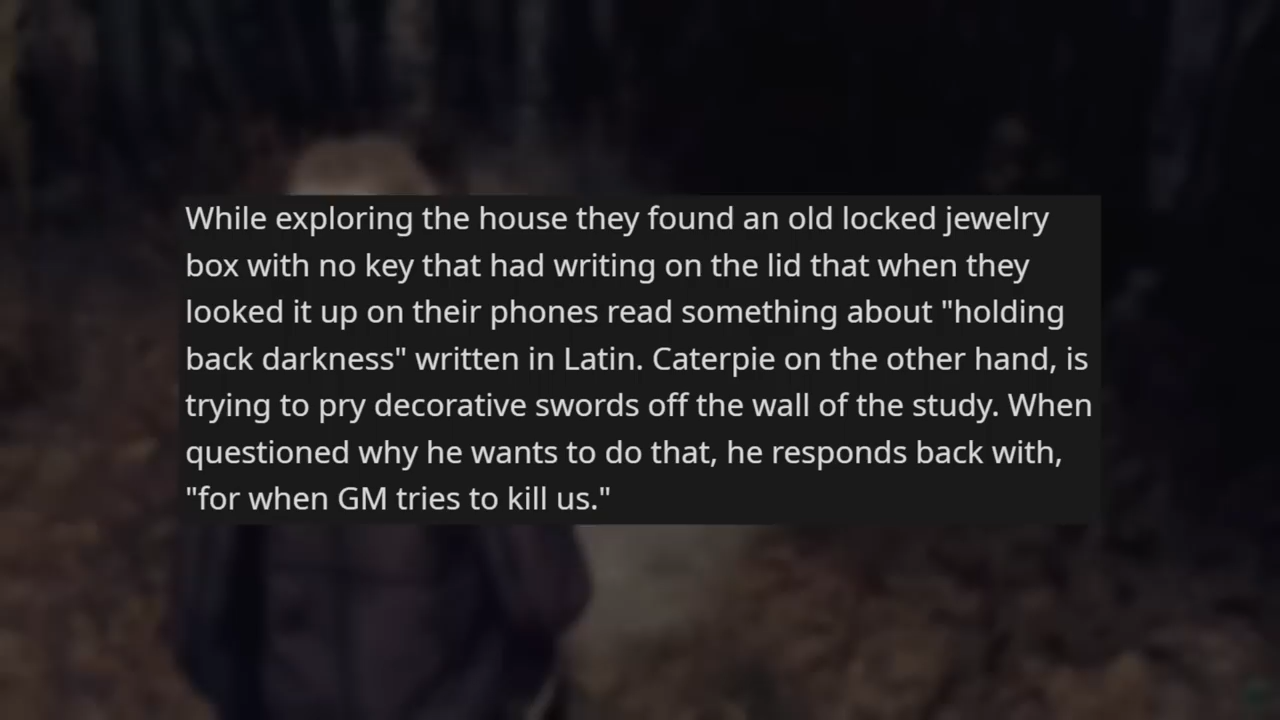 While exploring the house they found an old locked jewelry
box with no key that had writing on the lid that when they
looked it up on their phones read something about "holding
back darkness" written in Latin. Caterpie on the other hand, is
trying to pry decorative swords off the wall of the study. When
questioned why he wants to do that, he responds back with,
"for when GM tries to kill us."